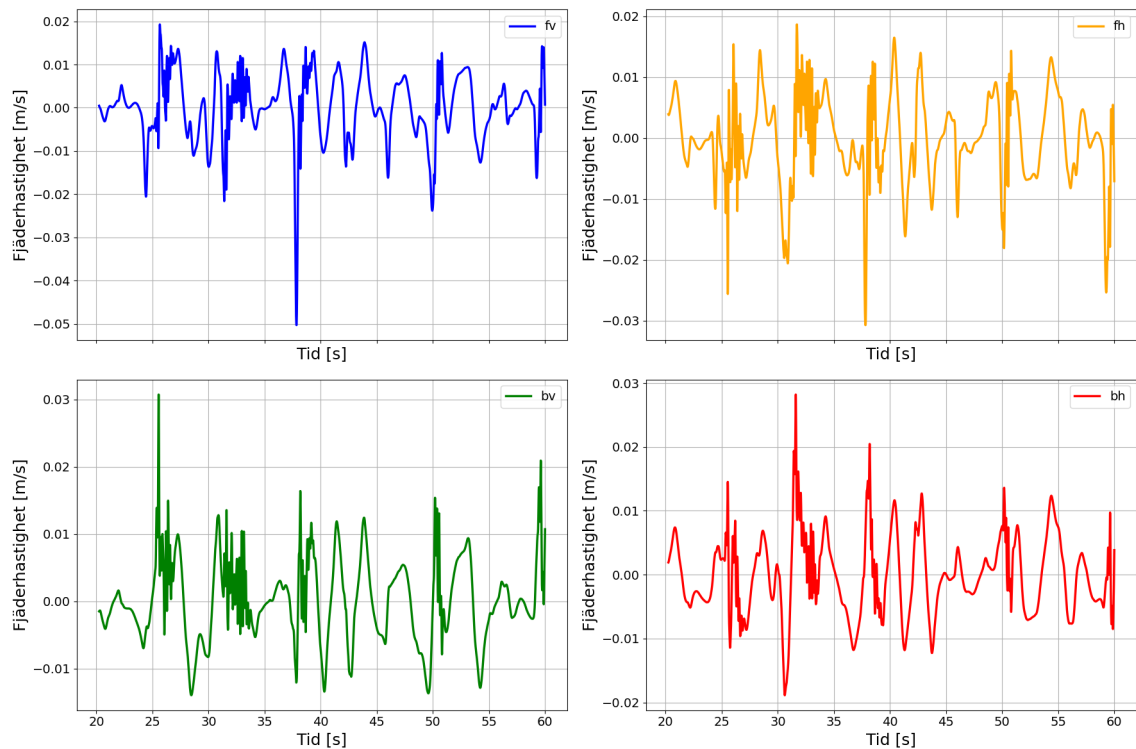 0.02
0.01
0.00
−0.01
−0.02
−0.03
−0.04
−0.05
Fjäderhastighet [m/s]
Tid [s]
fv
0.02
0.01
0.00
−0.01
−0.02
−0.03
Fjäderhastighet [m/s]
Tid [s]
fh
0.03
0.02
0.01
0.00
−0.01
Fjäderhastighet [m/s]
20 25 30 35 40 45 50 55 60
Tid [s]
bv
0.03
0.02
0.01
0.00
−0.01
−0.02
Fjäderhastighet [m/s]
20 25 30 35 40 45 50 55 60
Tid [s]
bh